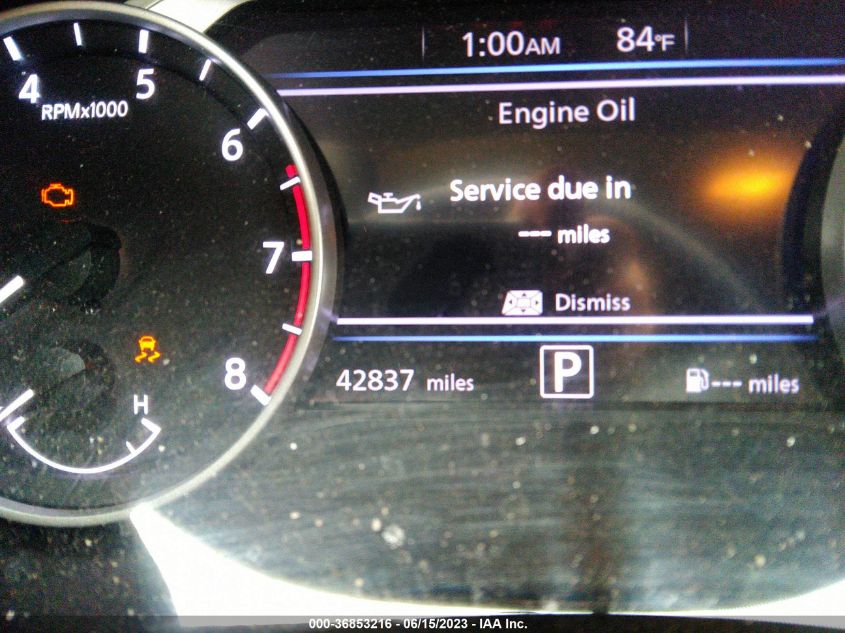 1:00AM 84°F
4 5 6 7 8
RPMx1000
Engine Oil
Service due in
--- miles
Dismiss
H
42837 miles P --- miles
000-36853216 - 06/15/2023 - IAA Inc.